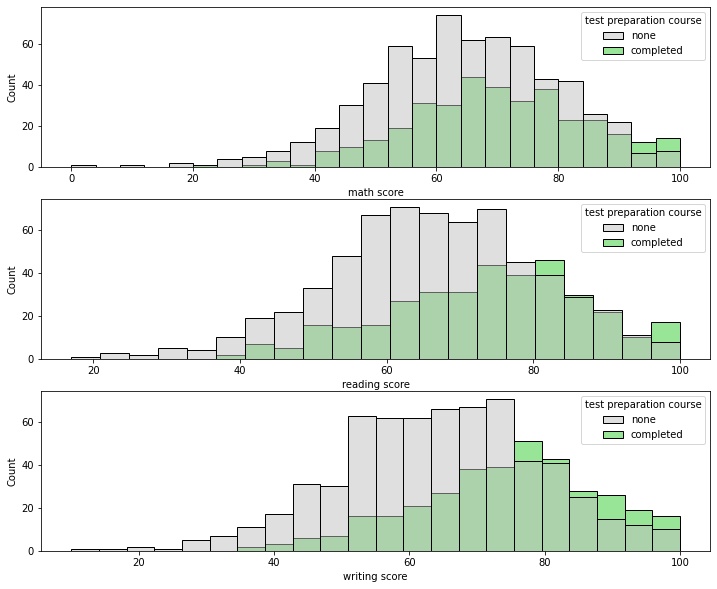 test preparation course
none
completed
Count
60
40
20
0
0 20 40 60 80 100
math score
test preparation course
none
completed
Count
60
40
20
0
20 40 60 80 100
reading score
test preparation course
none
completed
Count
60
40
20
0
20 40 60 80 100
writing score